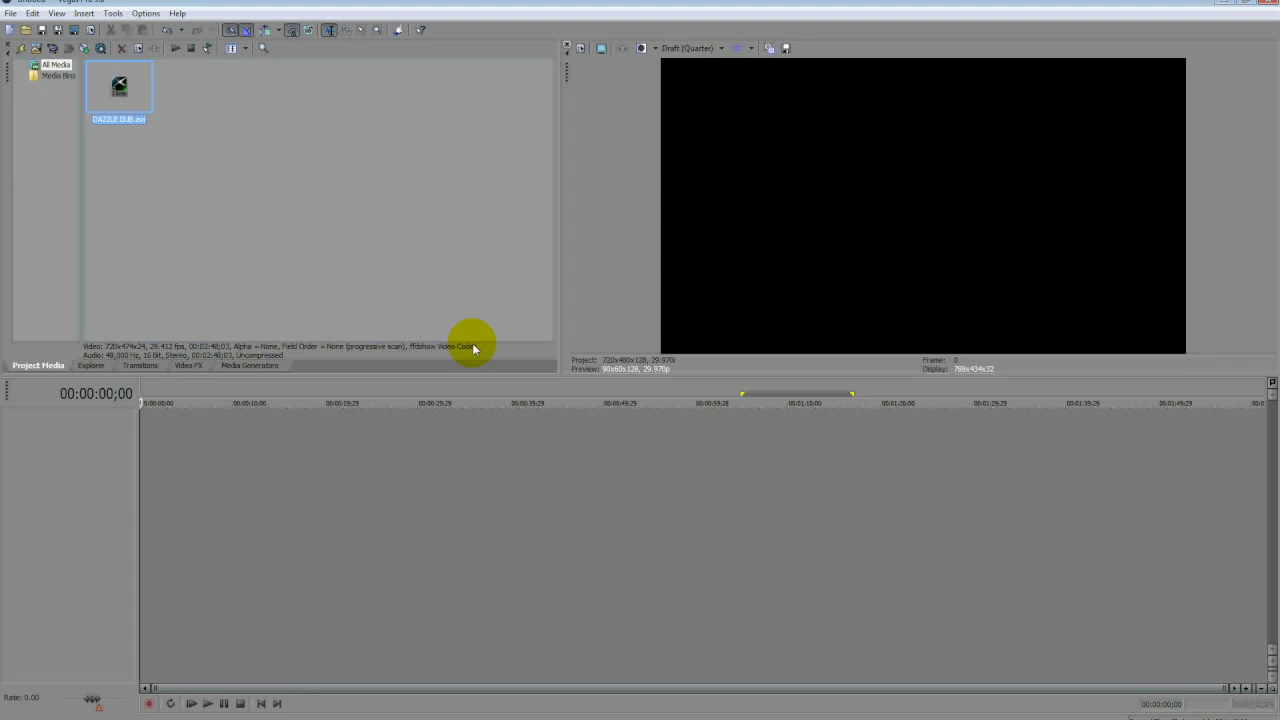 File Edit View Insert Tools Options Help
Draft (Quarter)
All Media
Media Bins
DAZZLE DUB.avi
Video: 720x474x24, 29.412 fps, 00:02:48;03, Alpha = None, Field Order = None (progressive scan), ffdshow Video Codec
Audio: 48,000 Hz, 16 Bit, Stereo, 00:02:48;03, Uncompressed
Project Media Explorer Transitions Video FX Media Generators
Project: 720x480x128, 29.970i
Preview: 90x60x128, 29.970p
Frame: 0
Display: 788x434x32
00:00:00;00
0:00:00:00 00:00:10:00 00:00:19:29 00:00:29:29 00:00:39:29 00:00:49:29 00:00:59:28 00:01:10:00 00:01:20:00 00:01:29:29 00:01:39:29 00:01:49:29 00:0
Rate: 0.00
00:00:00;00